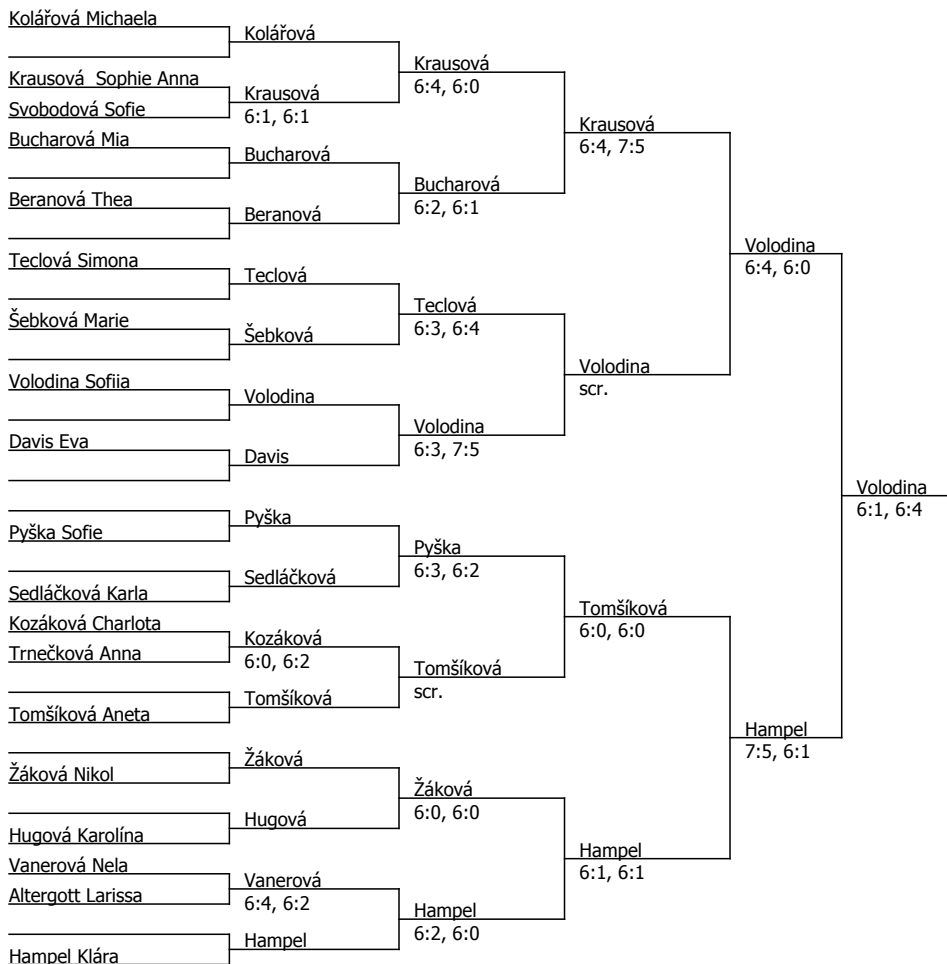 Kolářová Michaela
Krausová  Sophie Anna
Svobodová Sofie
Bucharová Mia
Beranová Thea
Teclová Simona
Šebková Marie
Volodina Sofiia
Davis Eva
Pyška Sofie
Sedláčková Karla
Kozáková Charlota
Trnečková Anna
Tomšíková Aneta
Žáková Nikol
Hugová Karolína
Vanerová Nela
Altergott Larissa
Hampel Klára
Kolářová
Krausová
6:1, 6:1
Bucharová
Beranová
Teclová
Šebková
Volodina
Davis
Pyška
Sedláčková
Kozáková
6:0, 6:2
Tomšíková
Žáková
Hugová
Vanerová
6:4, 6:2
Hampel
Krausová
6:4, 6:0
Bucharová
6:2, 6:1
Teclová
6:3, 6:4
Volodina
6:3, 7:5
Pyška
6:3, 6:2
Tomšíková
scr.
Žáková
6:0, 6:0
Hampel
6:2, 6:0
Krausová
6:4, 7:5
Volodina
scr.
Tomšíková
6:0, 6:0
Hampel
6:1, 6:1
Volodina
6:4, 6:0
Hampel
7:5, 6:1
Volodina
6:1, 6:4